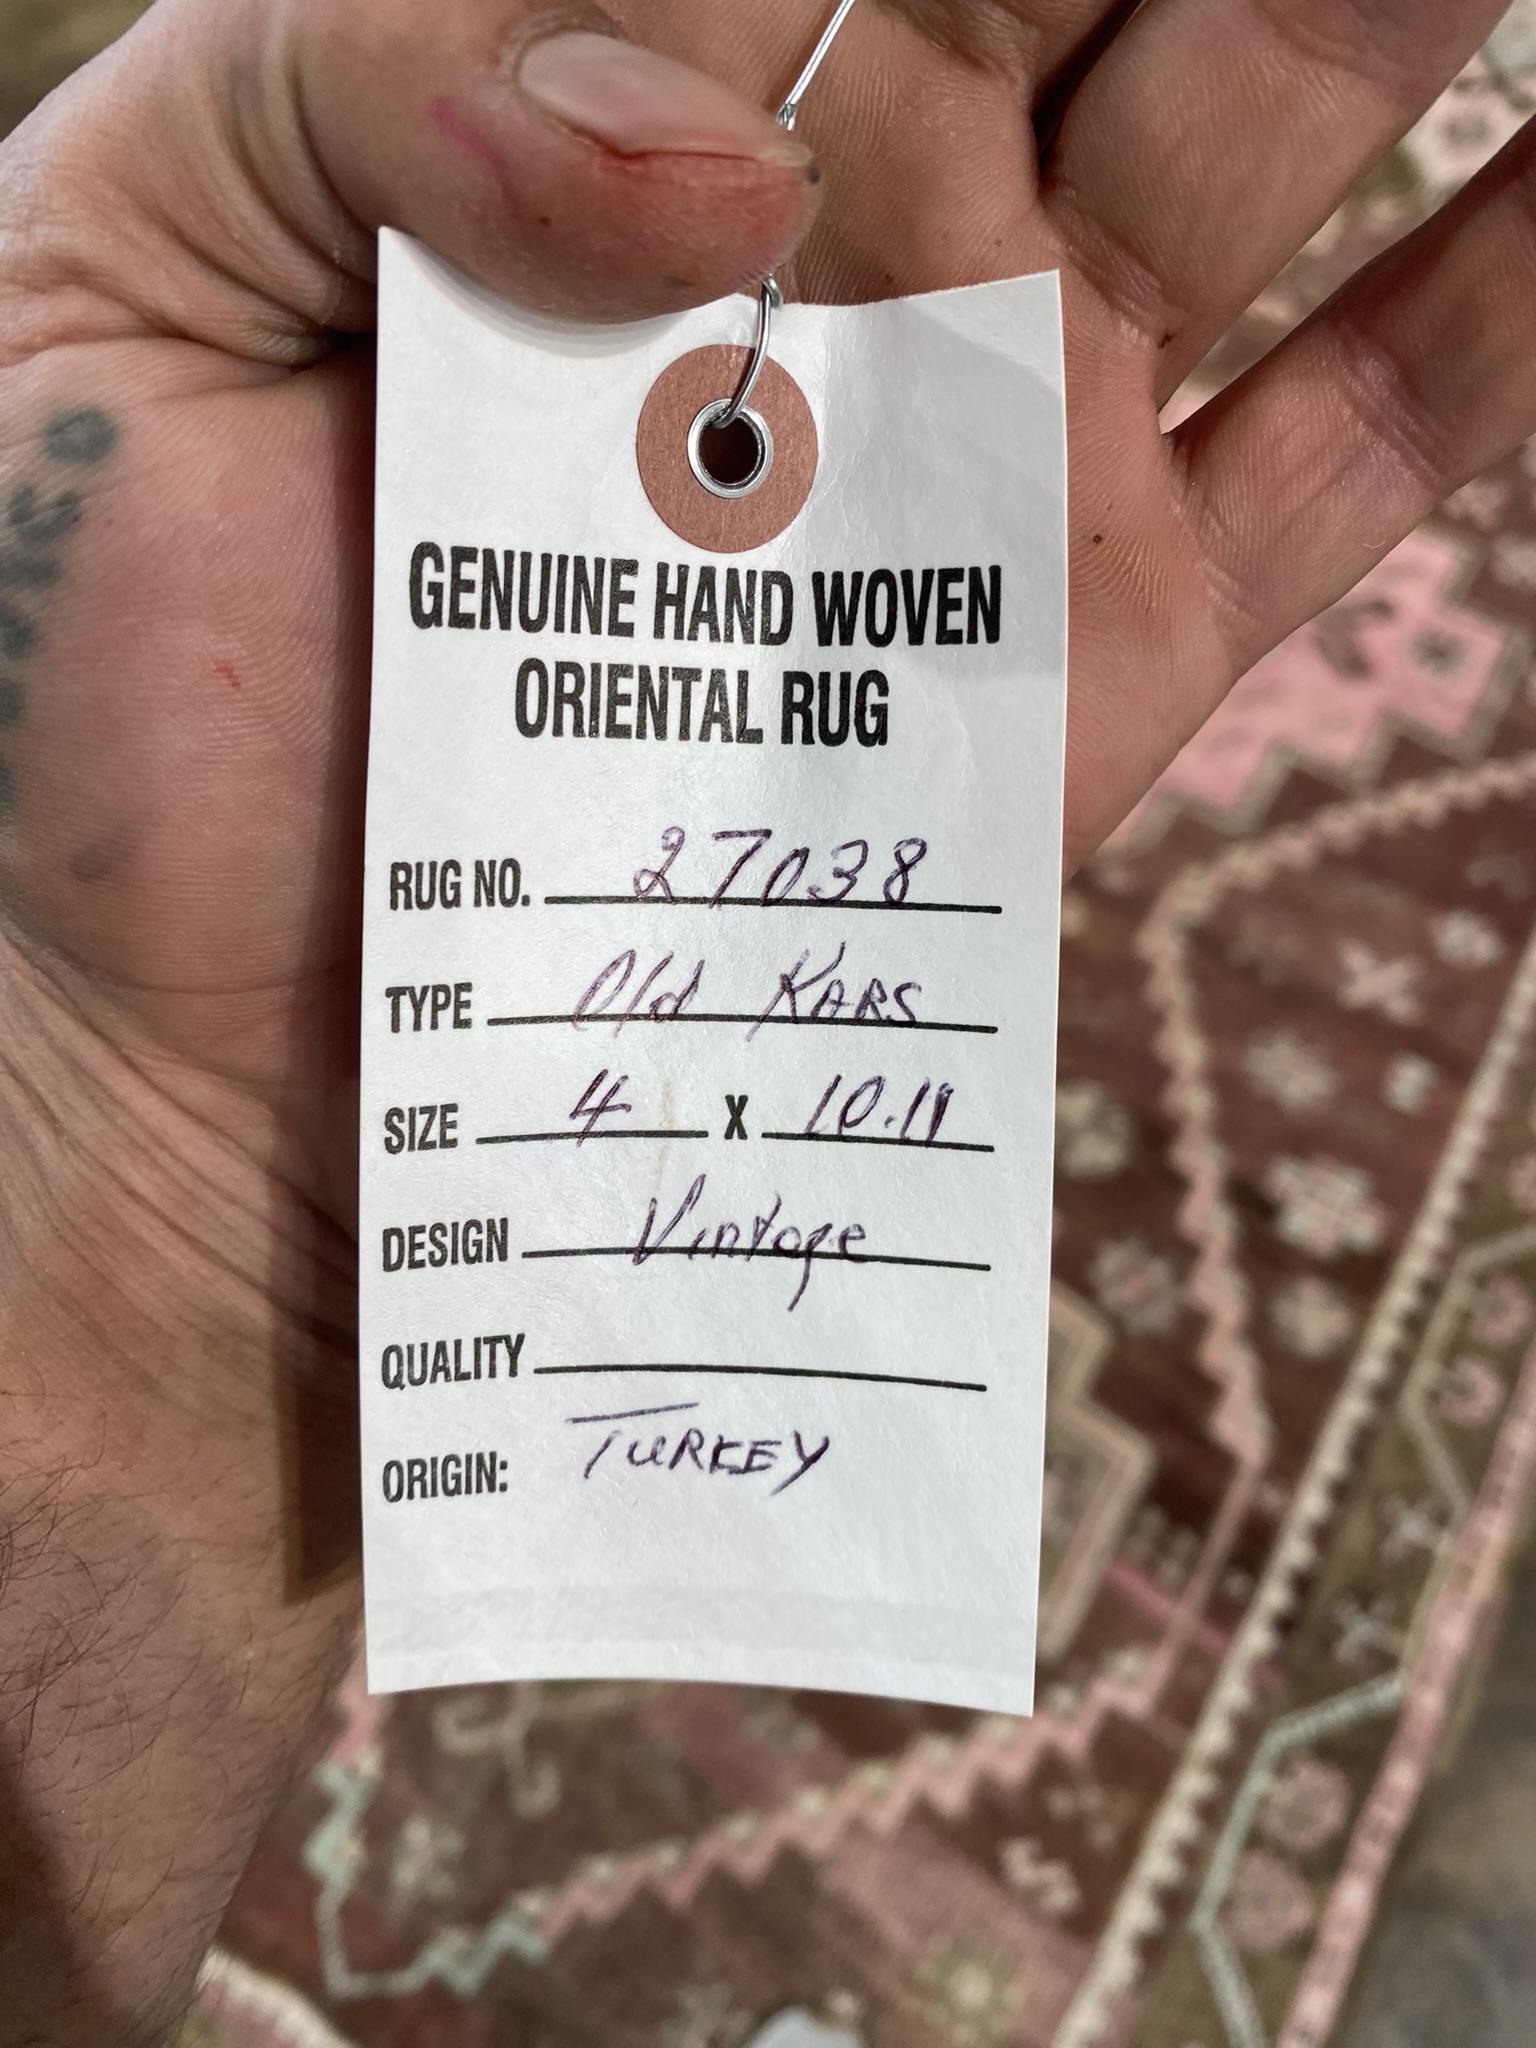 GENUINE HAND WOVEN
ORIENTAL RUG
RUG NO. 27038
TYPE Old KARS
SIZE 4 X 10.11
DESIGN Vintage
QUALITY
ORIGIN: TURKEY